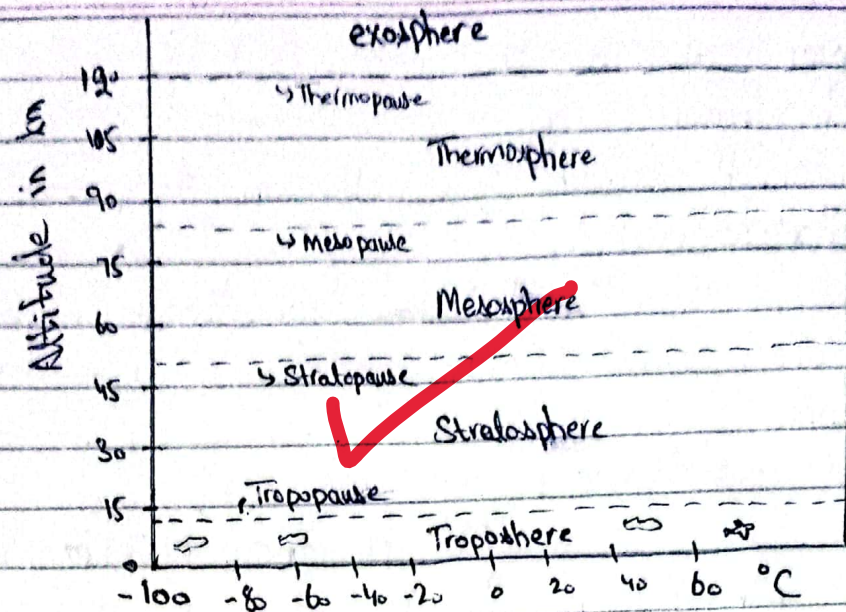 exosphere
120
↳ Thermopause
105
Thermosphere
90
↳ Mesopause
75
Mesosphere
60
↳ Stratopause
45
Stratosphere
30
Tropopause
15
Troposhere
0
-100 -80 -60 -40 -20 0 20 40 60 °C
Altitude in km